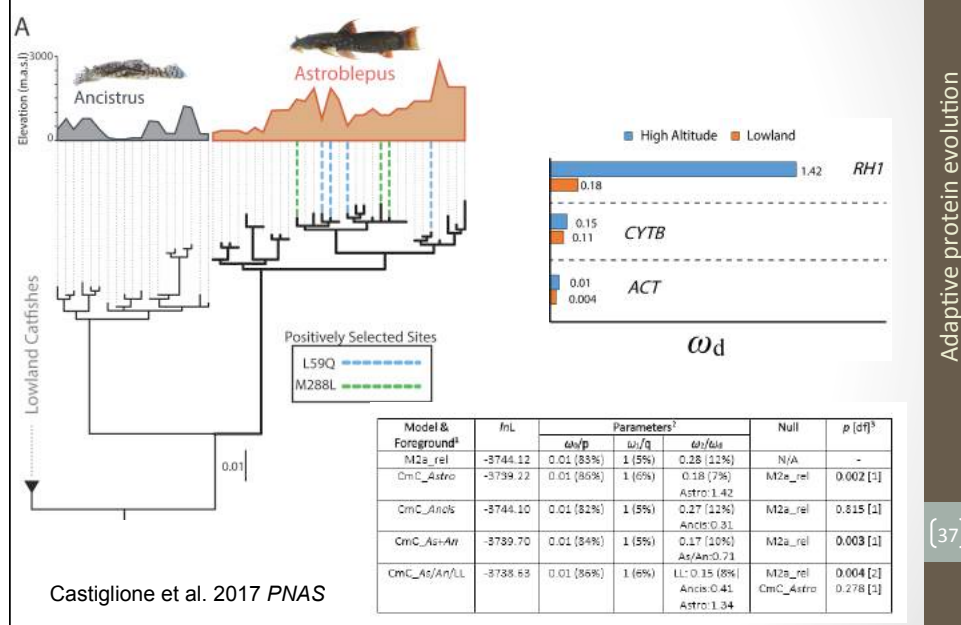 A
Elevation (m.a.s.l)
3000
0
Ancistrus
Astroblepus
Lowland Catfishes
0.01
Positively Selected Sites
L59Q
M288L
High Altitude Lowland
1.42 RH1
0.18
0.15
0.11
CYTB
0.01
0.004
ACT
ωd
Model & Foreground¹ lnL Parameters² Null p [df]³
ω₀/p ω₁/q ω₂/ωd
M2a_rel -3744.12 0.01 (83%) 1 (5%) 0.28 (12%) N/A -
CmC_Astro -3739.22 0.01 (86%) 1 (6%) 0.18 (7%) M2a_rel 0.002 [1]
Astro:1.42
CmC_Ancis -3744.10 0.01 (82%) 1 (5%) 0.27 (12%) M2a_rel 0.815 [1]
Ancis:0.31
CmC_As+An -3739.70 0.01 (84%) 1 (5%) 0.17 (10%) M2a_rel 0.003 [1]
As/An:0.71
CmC_As/An/LL -3738.63 0.01 (86%) 1 (6%) LL: 0.15 (8%) M2a_rel 0.004 [2]
Ancis:0.41 CmC_Astro 0.278 [1]
Astro:1.34
Castiglione et al. 2017 PNAS
Adaptive protein evolution
37